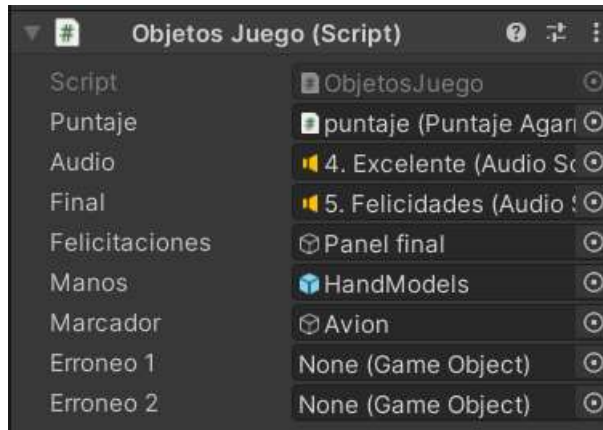 Objetos Juego (Script)
Script ObjetosJuego
Puntaje puntaje (Puntaje Agarr
Audio 4. Excelente (Audio So
Final 5. Felicidades (Audio S
Felicitaciones Panel final
Manos HandModels
Marcador Avion
Erroneo 1 None (Game Object)
Erroneo 2 None (Game Object)